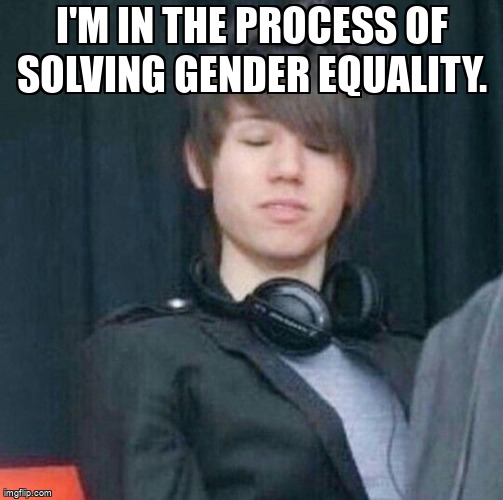 I'M IN THE PROCESS OF
SOLVING GENDER EQUALITY.
imgflip.com